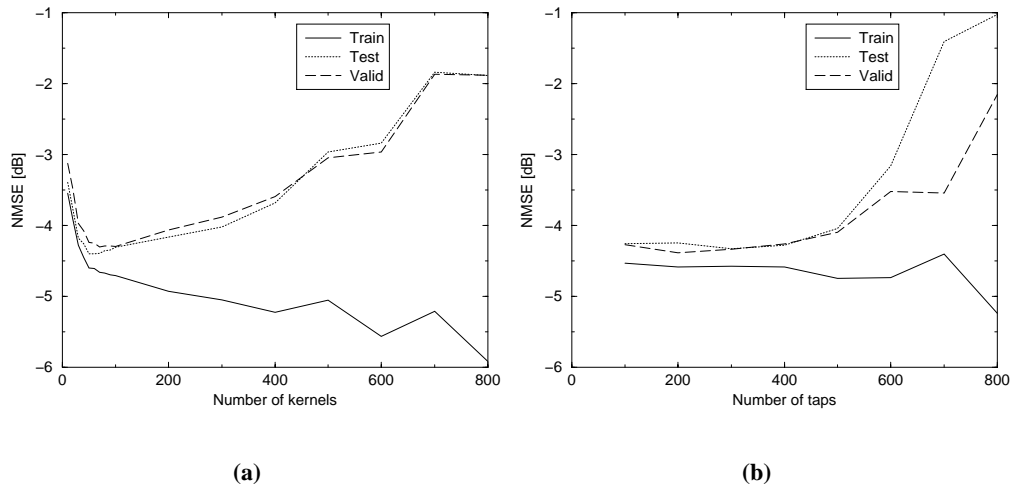 −1
−2
−3
−4
−5
−6
NMSE [dB]
0 200 400 600 800
Number of kernels
Train
Test
Valid
(a)
−1
−2
−3
−4
−5
−6
NMSE [dB]
0 200 400 600 800
Number of taps
Train
Test
Valid
(b)